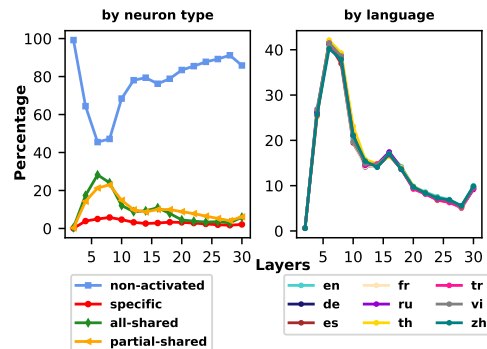 by neuron type
by language
Percentage
100
80
60
40
20
0
5 10 15 20 25 30
40
30
20
10
0
5 10 15 20 25 30
Layers
non-activated
specific
all-shared
partial-shared
en fr tr
de ru vi
es th zh